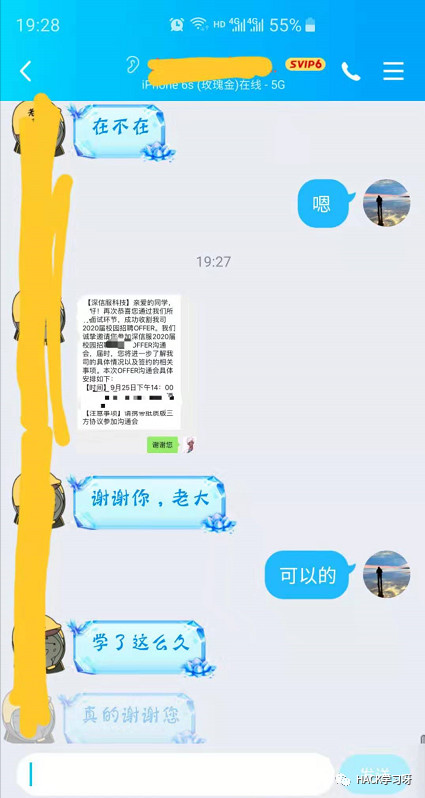 19:28
HD 4G 4G 55%
SVIP6
iPhone 6s (玫瑰金)在线 - 5G
在不在
嗯
19:27
【深信服科技】亲爱的同学,
你好！再次恭喜您通过我们所
面试环节，成功收割我司
2020届校园招聘OFFER。我们
诚挚邀请您参加深信服2020届
校园招 OFFER沟通
会，届时，您将进一步了解我
司的具体情况以及签约的相关
事项。本次OFFER沟通会具体
安排如下：
【时间】9月25日下午14：00
【注意事项】请携带纸质版三
方协议参加沟通会
谢谢您
谢谢你，老大
可以的
学了这么久
真的谢谢您
发送
HACK学习呀